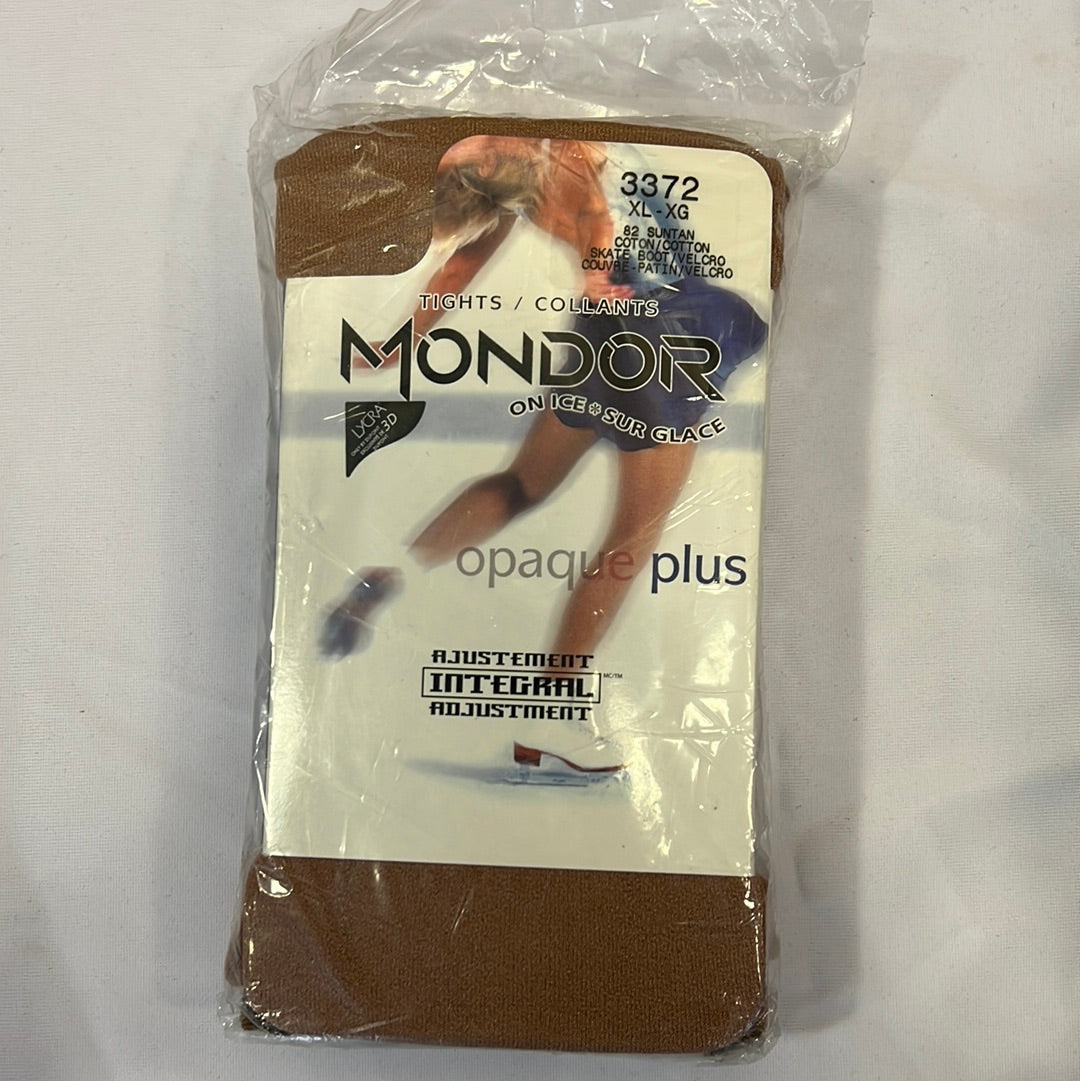 3372
XL-XG
82 SUNTAN
COTON/COTTON
SKATE BOOT/VELCRO
COUVRE-PATIN/VELCRO
TIGHTS / COLLANTS
MONDOR
ON ICE * SUR GLACE
LYCRA
3D
opaque plus
AJUSTEMENT
INTEGRAL MC/TM
ADJUSTMENT